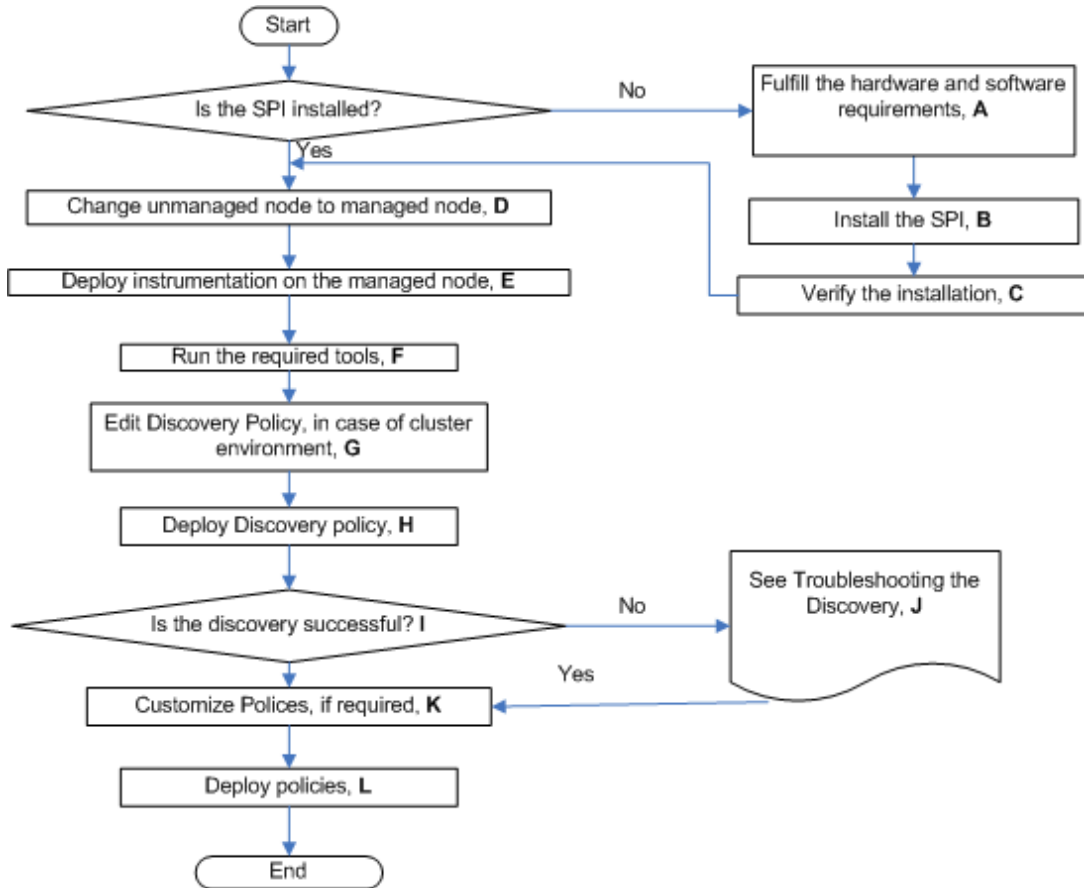 Start
Is the SPI installed?
No
Fulfill the hardware and software
requirements, A
Yes
Install the SPI, B
Verify the installation, C
Change unmanaged node to managed node, D
Deploy instrumentation on the managed node, E
Run the required tools, F
Edit Discovery Policy, in case of cluster
environment, G
Deploy Discovery policy, H
Is the discovery successful? I
No
See Troubleshooting the
Discovery, J
Yes
Customize Polices, if required, K
Deploy policies, L
End